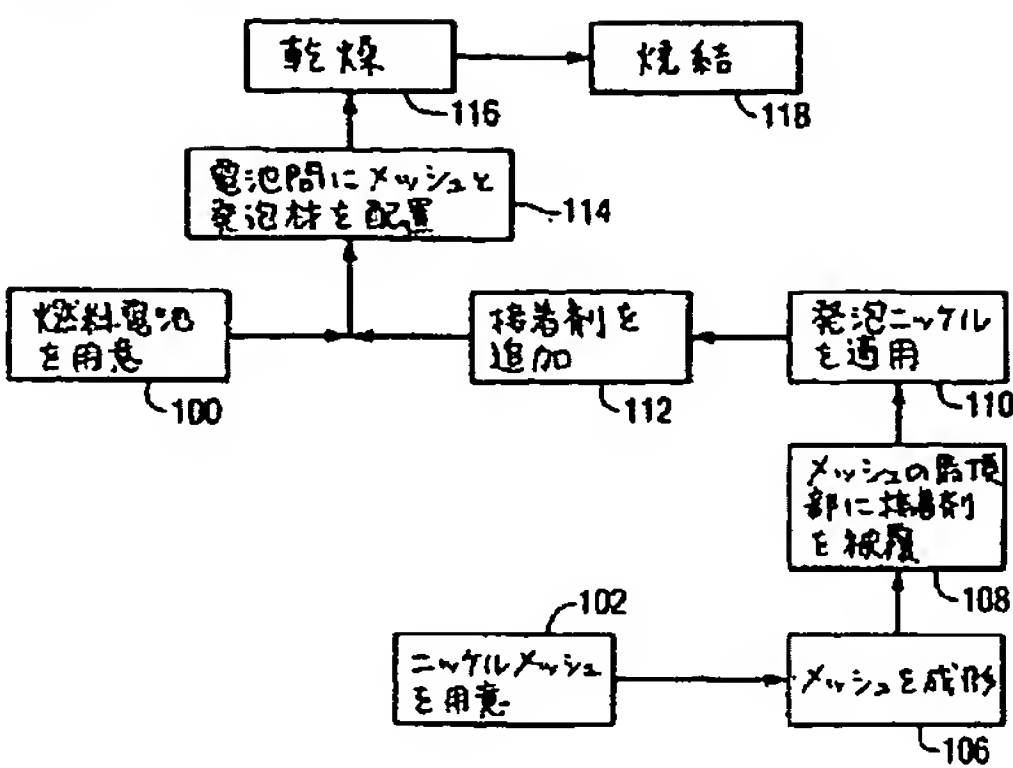 乾燥
116
焼結
118
電池間にメッシュと
発泡材を配置
114
燃料電池
を用意
100
接着剤を
追加
112
発泡ニッケル
を適用
110
メッシュの
部に接着剤
を被覆
108
102
ニッケルメッシュ
を用意
メッシュを成形
106